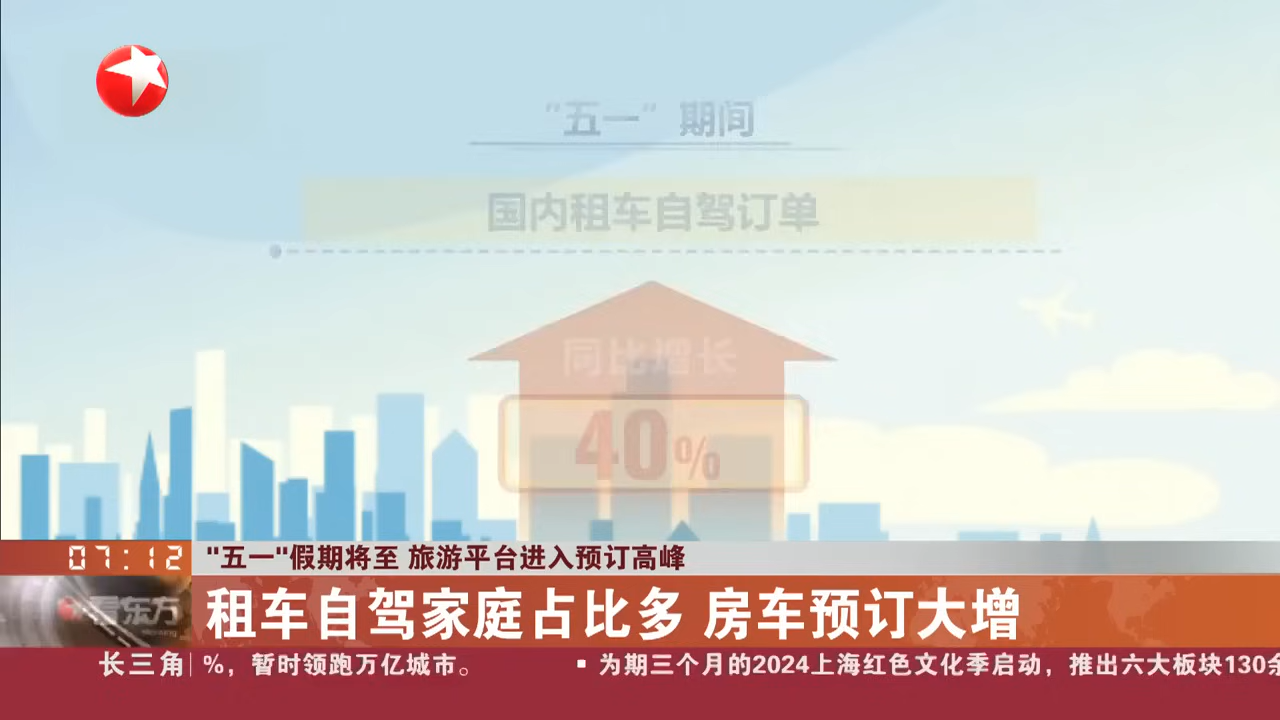 “五一”期间
国内租车自驾订单
同比增长
40%
07:12
"五一"假期将至 旅游平台进入预订高峰
看东方
租车自驾家庭占比多 房车预订大增
长三角 %，暂时领跑万亿城市。 ▪ 为期三个月的2024上海红色文化季启动，推出六大板块130余